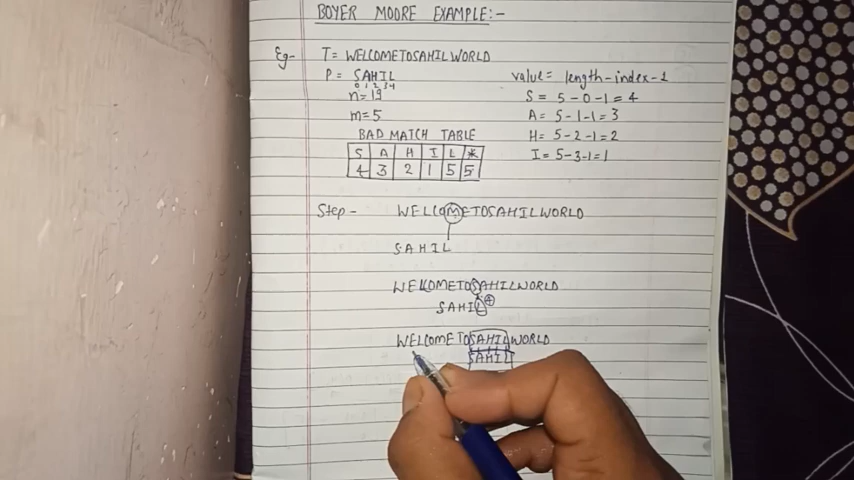 BOYER MOORE EXAMPLE:-
Eg- T = WELCOMETOSAHILWORLD
P = SAHIL
0 1 2 3 4
n=19
m=5
value = length-index-1
S = 5-0-1=4
A = 5-1-1=3
H = 5-2-1=2
I = 5-3-1=1
BAD MATCH TABLE
S A H I L *
4 3 2 1 5 5
Step - WELCOMETOSAHILWORLD
SAHIL
WELCOMETOSAHILWORLD
SAHIL 4
WELCOMETOSAHILWORLD
SAHIL